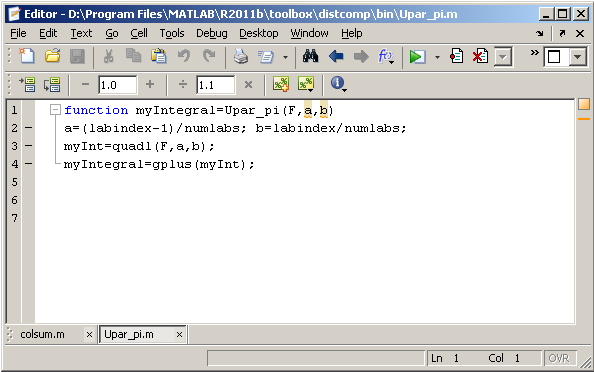 Editor - D:\Program Files\MATLAB\R2011b\toolbox\distcomp\bin\Upar_pi.m
File Edit Text Go Cell Tools Debug Desktop Window Help
− 1.0 + ÷ 1.1 ×
1 function myIntegral=Upar_pi(F,a,b)
2 − a=(labindex-1)/numlabs; b=labindex/numlabs;
3 − myInt=quadl(F,a,b);
4 − myIntegral=gplus(myInt);
5
6
7
colsum.m × Upar_pi.m ×
Ln 1 Col 1 OVR